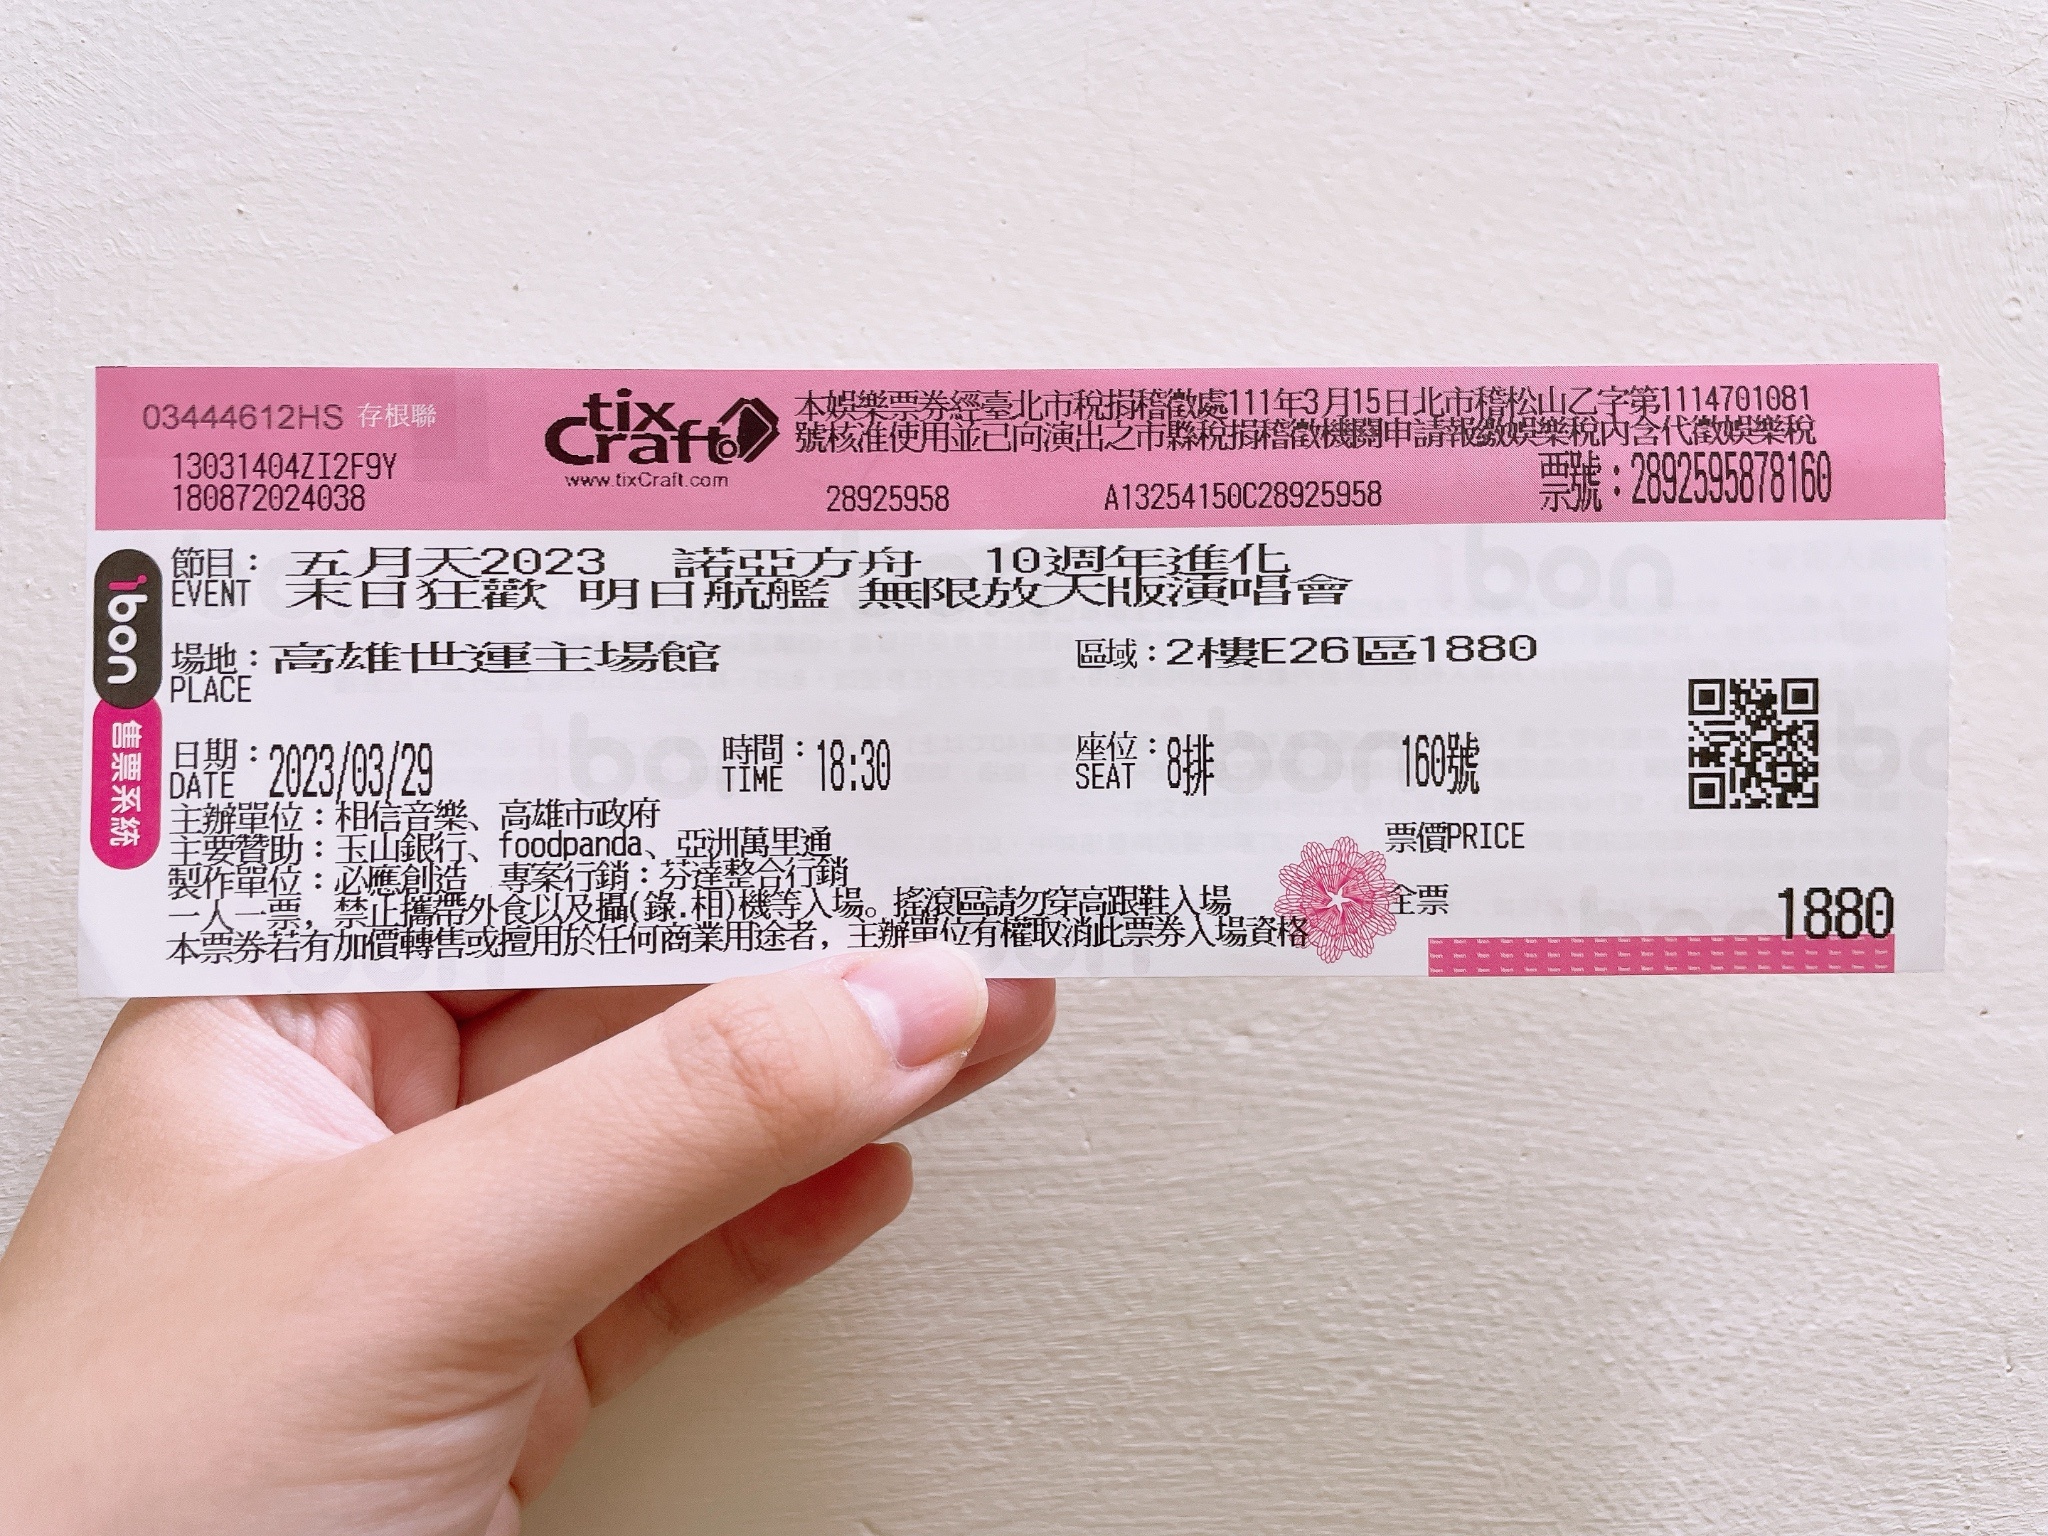 03444612HS 存根聯
13031404ZI2F9Y
180872024038
tixCraft
www.tixCraft.com
本娛樂票券經臺北市稅捐稽徵處111年3月15日北市稽松山乙字第1114701081
號核准使用並已向演出之市縣稅捐稽徵機關申請報繳娛樂稅內含代徵娛樂稅
28925958
A13254150C28925958
票號：2892595878160
ibon
售票系統
節目：五月天2023 諾亞方舟 10週年進化
EVENT 末日狂歡 明日航艦 無限放大版演唱會
場地：高雄世運主場館
PLACE
區域：2樓E26區1880
日期：2023/03/29
DATE
時間：18:30
TIME
座位：8排 160號
SEAT
主辦單位：相信音樂、高雄市政府
主要贊助：玉山銀行、foodpanda、亞洲萬里通
製作單位：必應創造 專案行銷：芬達整合行銷
一人一票，禁止攜帶外食以及攝(錄.相)機等入場。搖滾區請勿穿高跟鞋入場
本票券若有加價轉售或擅用於任何商業用途者，主辦單位有權取消此票券入場資格
票價PRICE
全票
1880